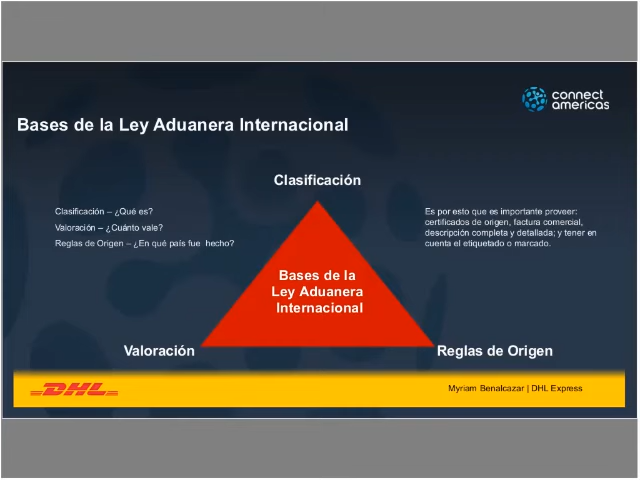 connect
americas
Bases de la Ley Aduanera Internacional
Clasificación
Clasificación – ¿Qué es?
Valoración – ¿Cuánto vale?
Reglas de Origen – ¿En qué país fue hecho?
Es por esto que es importante proveer:
certificados de origen, factura comercial,
descripción completa y detallada; y tener en
cuenta el etiquetado o marcado.
Bases de la
Ley Aduanera
Internacional
Valoración
Reglas de Origen
DHL
Myriam Benalcazar | DHL Express